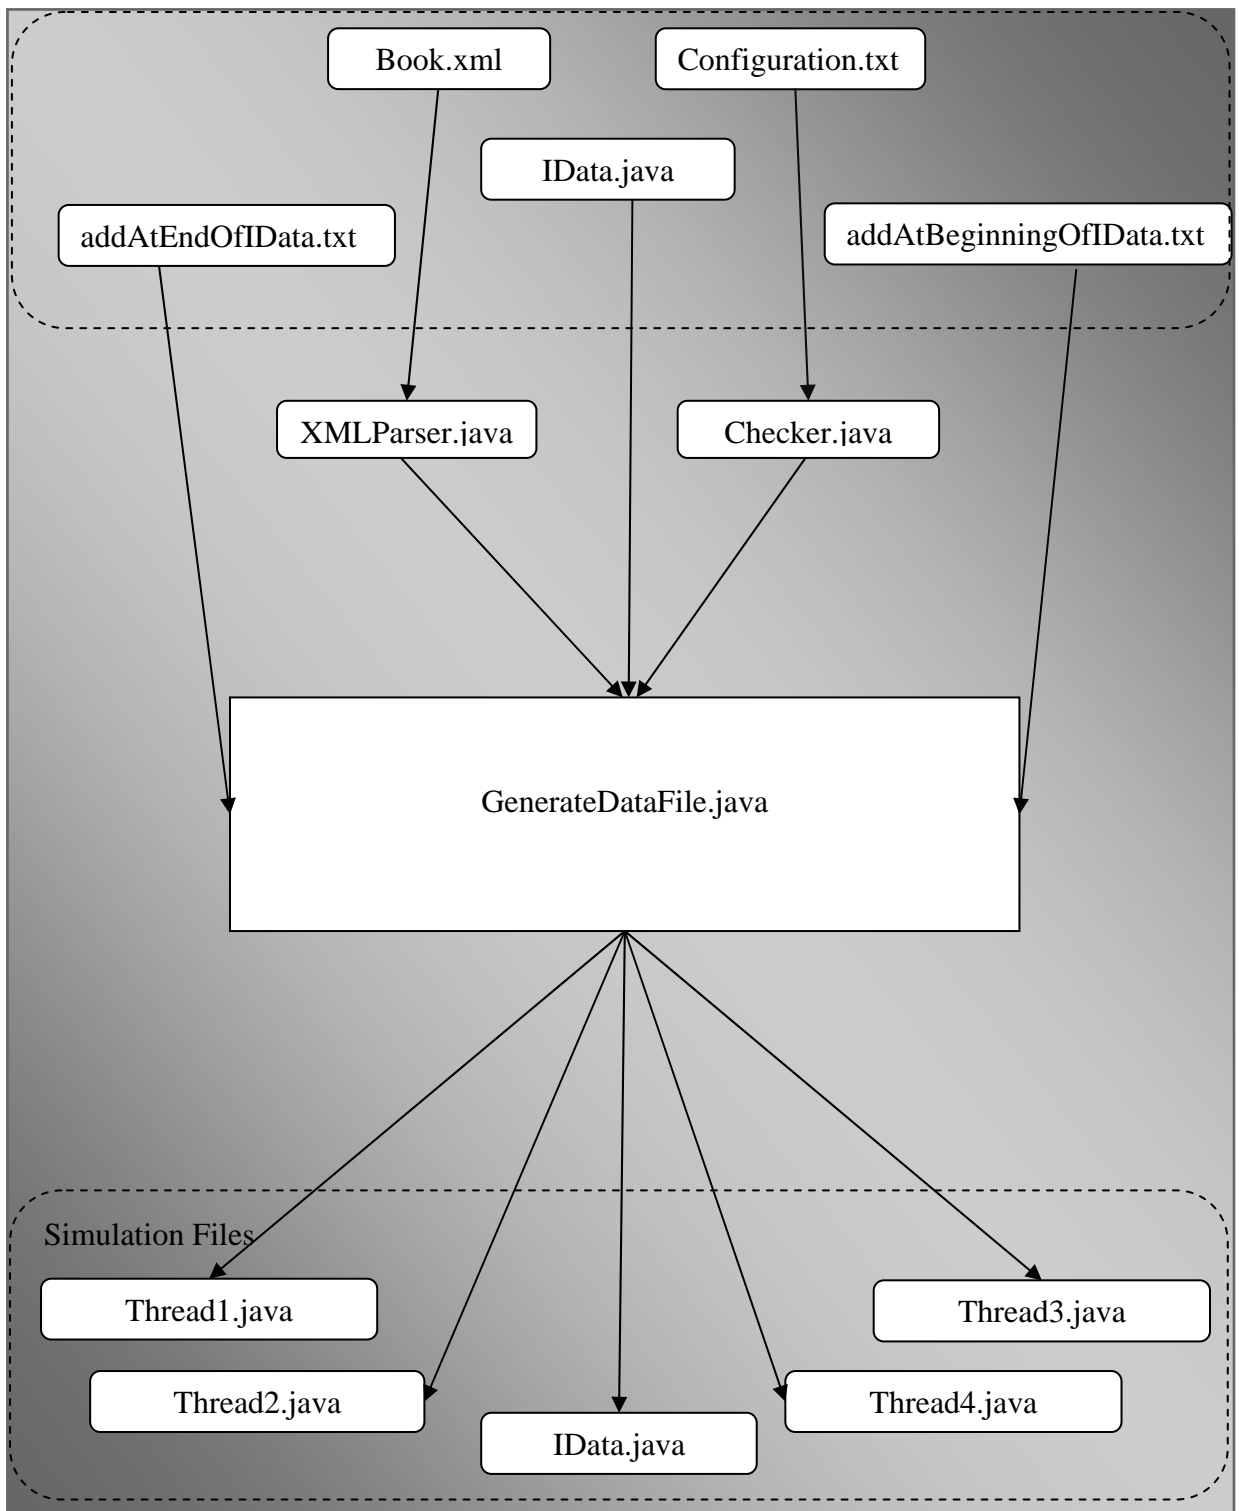 Book.xml
Configuration.txt
IData.java
addAtEndOfIData.txt
addAtBeginningOfIData.txt
XMLParser.java
Checker.java
GenerateDataFile.java
Simulation Files
Thread1.java
Thread3.java
Thread2.java
Thread4.java
IData.java